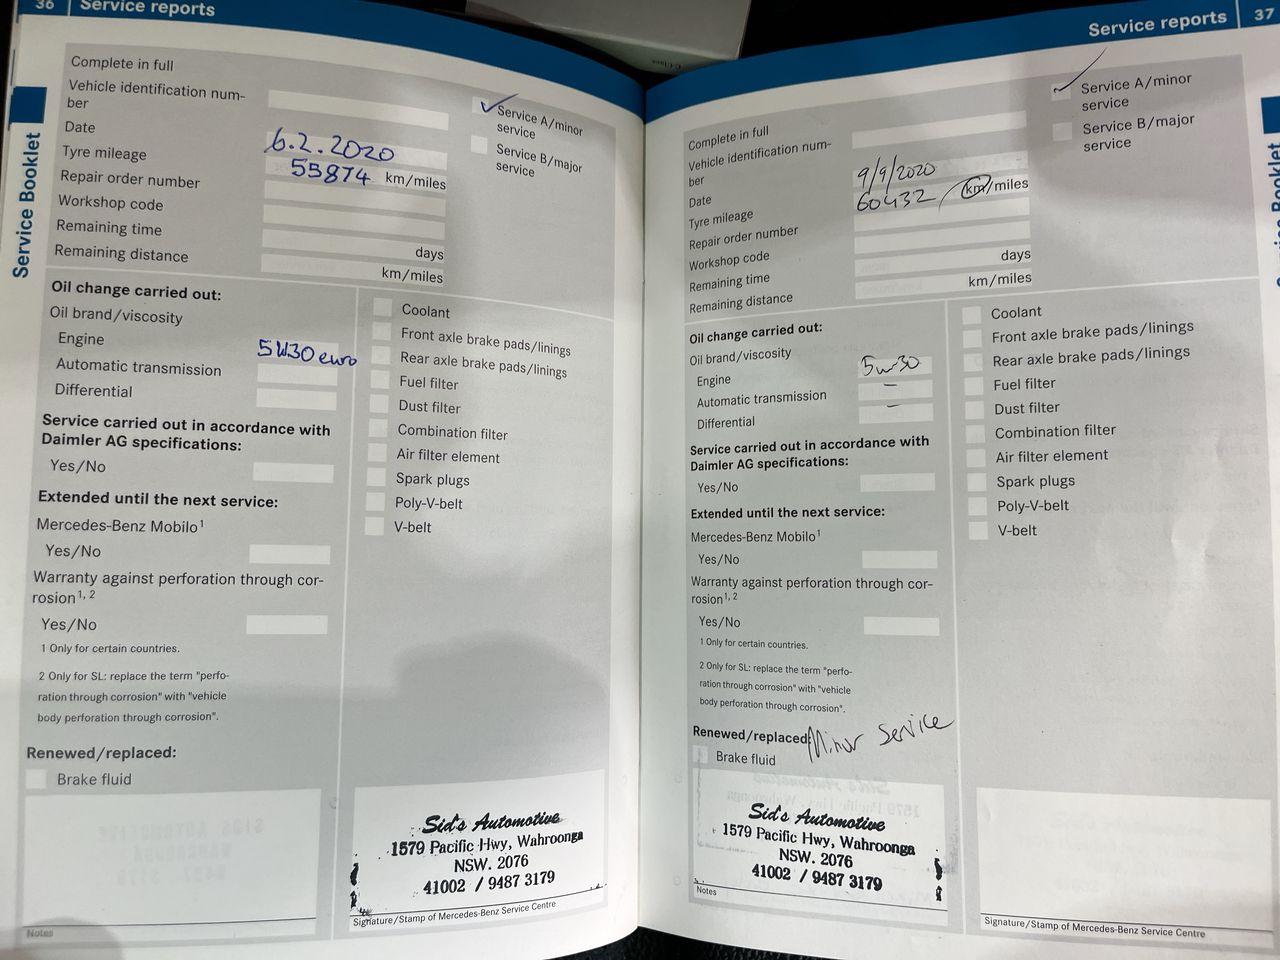 36 Service reports
Service Booklet
Complete in full
Vehicle identification num-
ber
Date 6.2.2020
Tyre mileage 55874 km/miles
Repair order number
Workshop code
Remaining time days
Remaining distance km/miles
Service A/minor
service
Service B/major
service
Oil change carried out:
Oil brand/viscosity
Engine 5W30 euro
Automatic transmission
Differential
Service carried out in accordance with
Daimler AG specifications:
Yes/No
Extended until the next service:
Mercedes-Benz Mobilo1
Yes/No
Warranty against perforation through cor-
rosion1, 2
Yes/No
1 Only for certain countries.
2 Only for SL: replace the term "perfo-
ration through corrosion" with "vehicle
body perforation through corrosion".
Renewed/replaced:
Brake fluid
Coolant
Front axle brake pads/linings
Rear axle brake pads/linings
Fuel filter
Dust filter
Combination filter
Air filter element
Spark plugs
Poly-V-belt
V-belt
Notes
Sid's Automotive
1579 Pacific Hwy, Wahroonga
NSW. 2076
41002 / 9487 3179
Signature/Stamp of Mercedes-Benz Service Centre
Service reports 37
Complete in full
Vehicle identification num-
ber
Date 9/9/2020
Tyre mileage 60432 km/miles
Repair order number
Workshop code
Remaining time days
Remaining distance km/miles
Service A/minor
service
Service B/major
service
Oil change carried out:
Oil brand/viscosity
Engine 5w-30
Automatic transmission -
Differential -
Service carried out in accordance with
Daimler AG specifications:
Yes/No
Extended until the next service:
Mercedes-Benz Mobilo1
Yes/No
Warranty against perforation through cor-
rosion1, 2
Yes/No
1 Only for certain countries.
2 Only for SL: replace the term "perfo-
ration through corrosion" with "vehicle
body perforation through corrosion".
Renewed/replaced: Minor Service
Brake fluid
Coolant
Front axle brake pads/linings
Rear axle brake pads/linings
Fuel filter
Dust filter
Combination filter
Air filter element
Spark plugs
Poly-V-belt
V-belt
Sid's Automotive
1579 Pacific Hwy, Wahroonga
NSW. 2076
41002 / 9487 3179
Notes
Signature/Stamp of Mercedes-Benz Service Centre